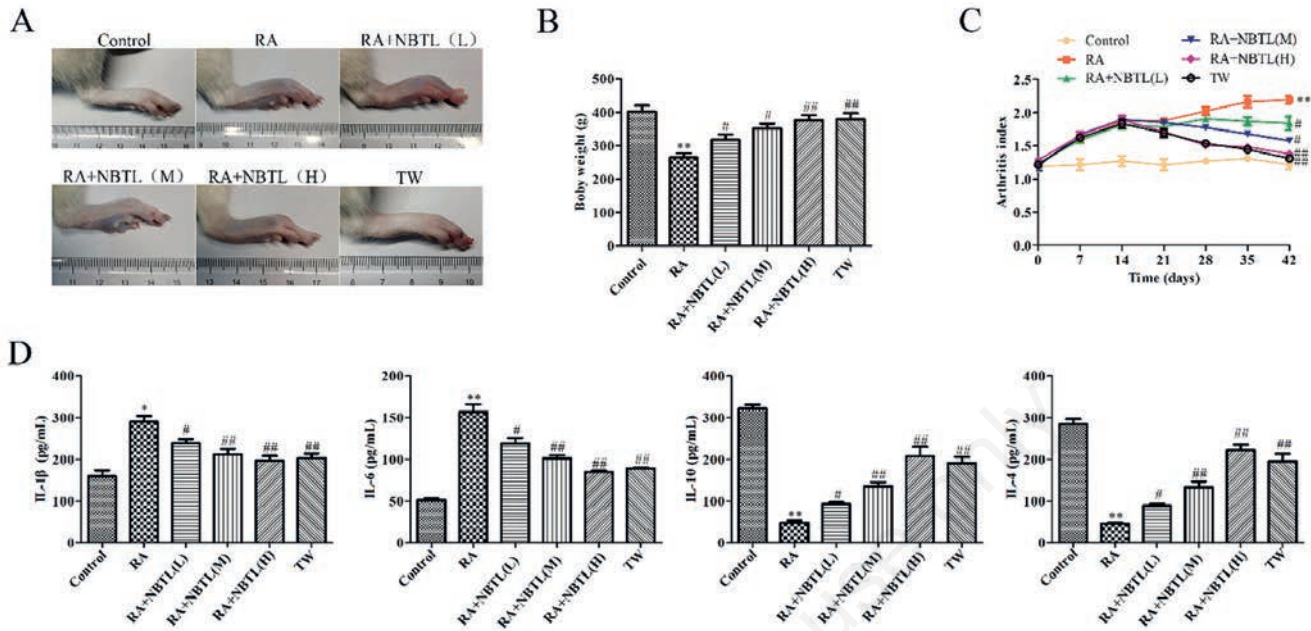 A
Control RA RA+NBTL (L)
RA+NBTL (M) RA+NBTL (H) TW
B
Boby weight (g)
500
400
300
200
100
0
** # # ## ##
Control RA RA+NBTL(L) RA+NBTL(M) RA+NBTL(H) TW
C
Control RA-NBTL(M)
RA RA-NBTL(H)
RA+NBTL(L) TW
Arthritis index
2.5
2.0
1.5
1.0
0.5
0.0
**
#
#
##
##
0 7 14 21 28 35 42
Time (days)
D
IL-1β (pg/mL)
400
300
200
100
0
* # ## ## ##
Control RA RA+NBTL(L) RA+NBTL(M) RA+NBTL(H) TW
IL-6 (pg/mL)
200
150
100
50
0
** # ## ## ##
Control RA RA+NBTL(L) RA+NBTL(M) RA+NBTL(H) TW
IL-10 (pg/mL)
400
300
200
100
0
** # ## ## ##
Control RA RA+NBTL(L) RA+NBTL(M) RA+NBTL(H) TW
IL-4 (pg/mL)
400
300
200
100
0
** # ## ## ##
Control RA RA+NBTL(L) RA+NBTL(M) RA+NBTL(H) TW